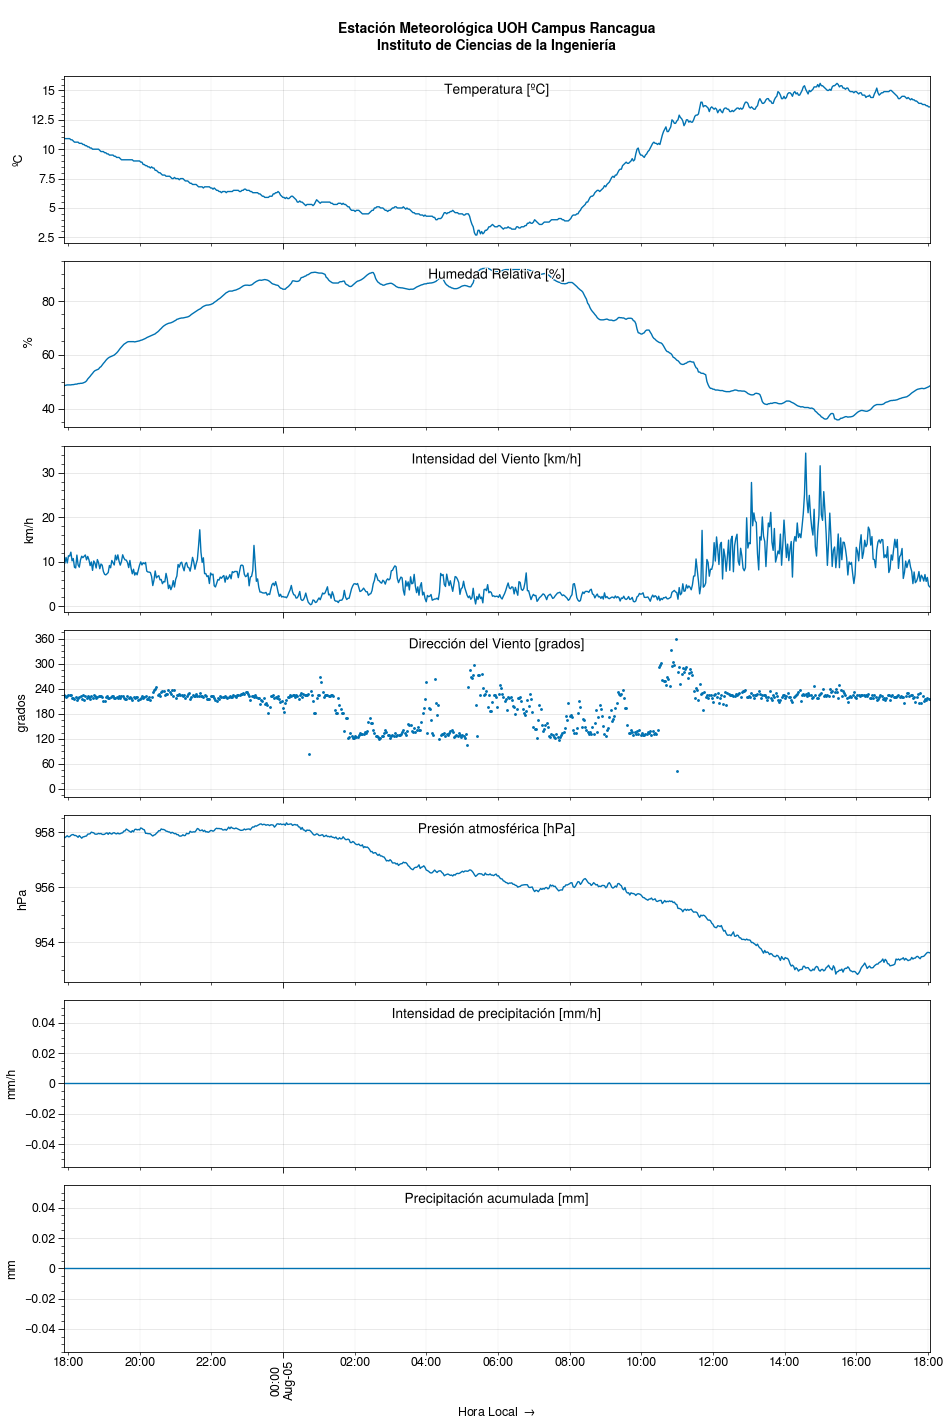 Estación Meteorológica UOH Campus Rancagua
Instituto de Ciencias de la Ingeniería
Temperatura [ºC]
15
12.5
10
7.5
5
2.5
ºC
Humedad Relativa [%]
80
60
40
%
Intensidad del Viento [km/h]
30
20
10
0
km/h
Dirección del Viento [grados]
360
300
240
180
120
60
0
grados
Presión atmosférica [hPa]
958
956
954
hPa
Intensidad de precipitación [mm/h]
0.04
0.02
0
−0.02
−0.04
mm/h
Precipitación acumulada [mm]
0.04
0.02
0
−0.02
−0.04
mm
18:00 20:00 22:00 00:00 02:00 04:00 06:00 08:00 10:00 12:00 14:00 16:00 18:00
Aug-05
Hora Local →